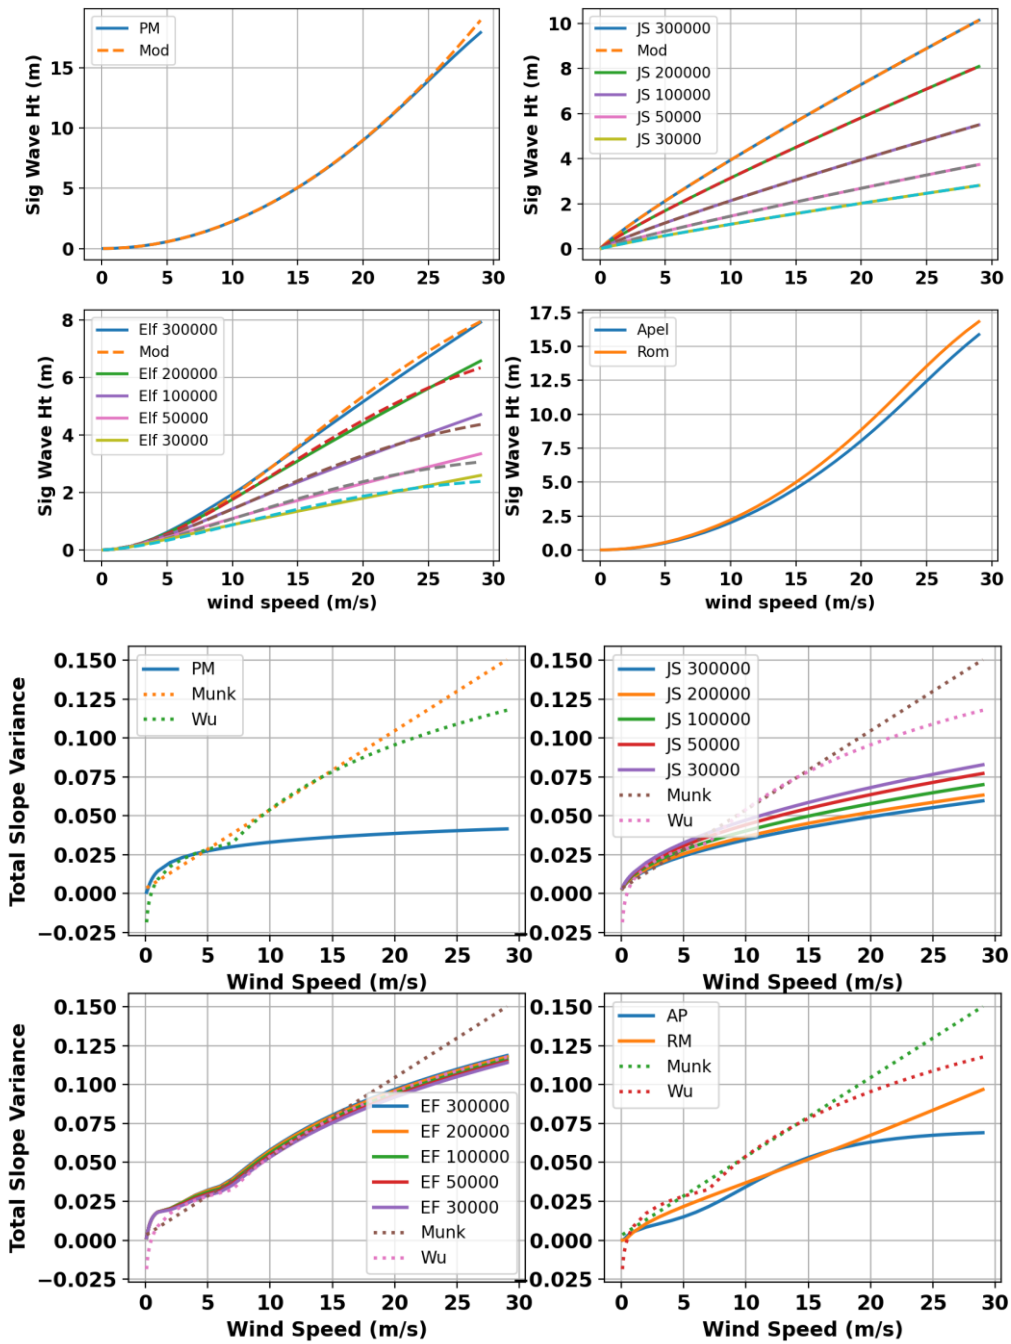 Sig Wave Ht (m)
15
10
5
0
PM
Mod
0 5 10 15 20 25 30
Sig Wave Ht (m)
10
8
6
4
2
0
JS 300000
Mod
JS 200000
JS 100000
JS 50000
JS 30000
0 5 10 15 20 25 30
Sig Wave Ht (m)
8
6
4
2
0
Elf 300000
Mod
Elf 200000
Elf 100000
Elf 50000
Elf 30000
0 5 10 15 20 25 30
wind speed (m/s)
Sig Wave Ht (m)
17.5
15.0
12.5
10.0
7.5
5.0
2.5
0.0
Apel
Rom
0 5 10 15 20 25 30
wind speed (m/s)
Total Slope Variance
0.150
0.125
0.100
0.075
0.050
0.025
0.000
−0.025
PM
Munk
Wu
0 5 10 15 20 25 30
Wind Speed (m/s)
0.150
0.125
0.100
0.075
0.050
0.025
0.000
0.025
JS 300000
JS 200000
JS 100000
JS 50000
JS 30000
Munk
Wu
0 5 10 15 20 25 30
Wind Speed (m/s)
Total Slope Variance
0.150
0.125
0.100
0.075
0.050
0.025
0.000
−0.025
EF 300000
EF 200000
EF 100000
EF 50000
EF 30000
Munk
Wu
0 5 10 15 20 25 30
Wind Speed (m/s)
0.150
0.125
0.100
0.075
0.050
0.025
0.000
0.025
AP
RM
Munk
Wu
0 5 10 15 20 25 30
Wind Speed (m/s)